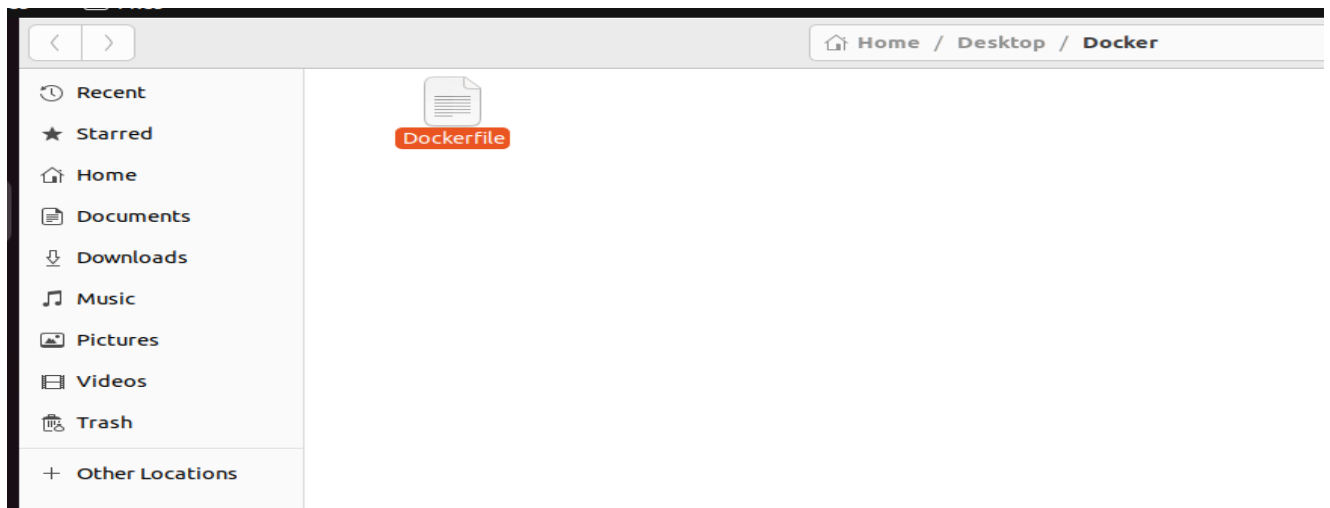 Home / Desktop / Docker
Recent
Starred
Home
Documents
Downloads
Music
Pictures
Videos
Trash
Other Locations
Dockerfile